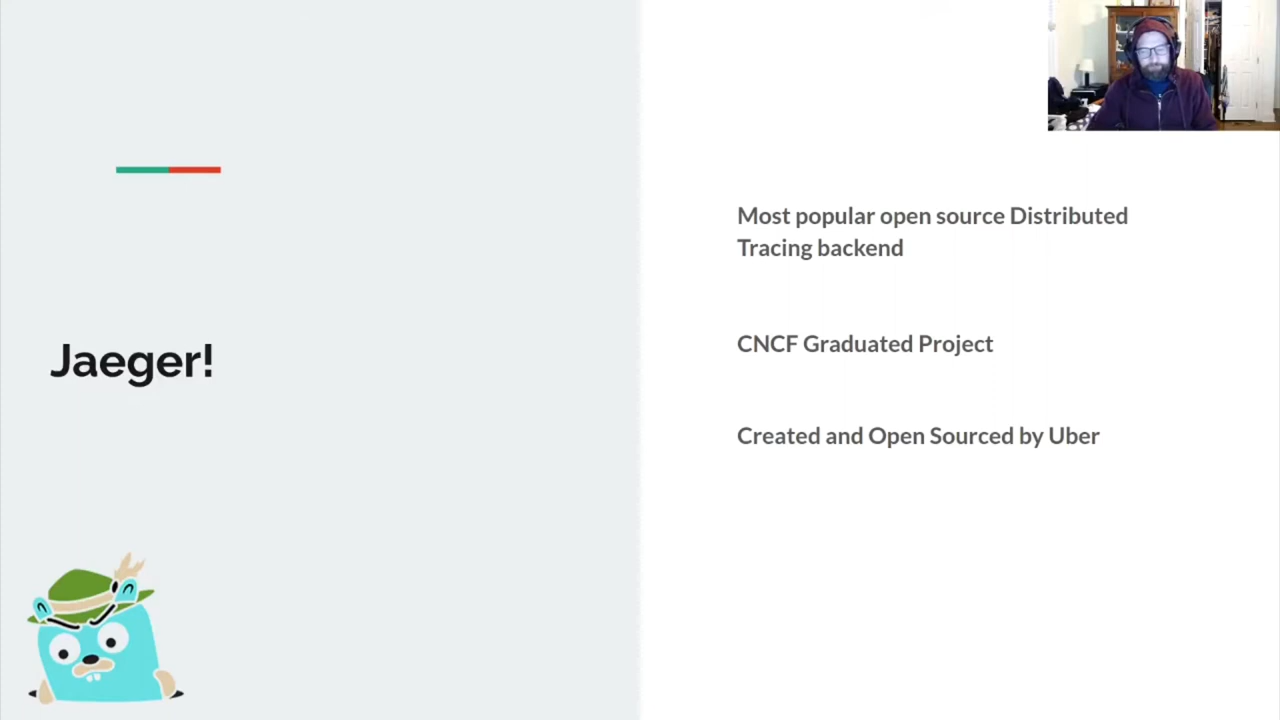 Jaeger!
Most popular open source Distributed
Tracing backend
CNCF Graduated Project
Created and Open Sourced by Uber